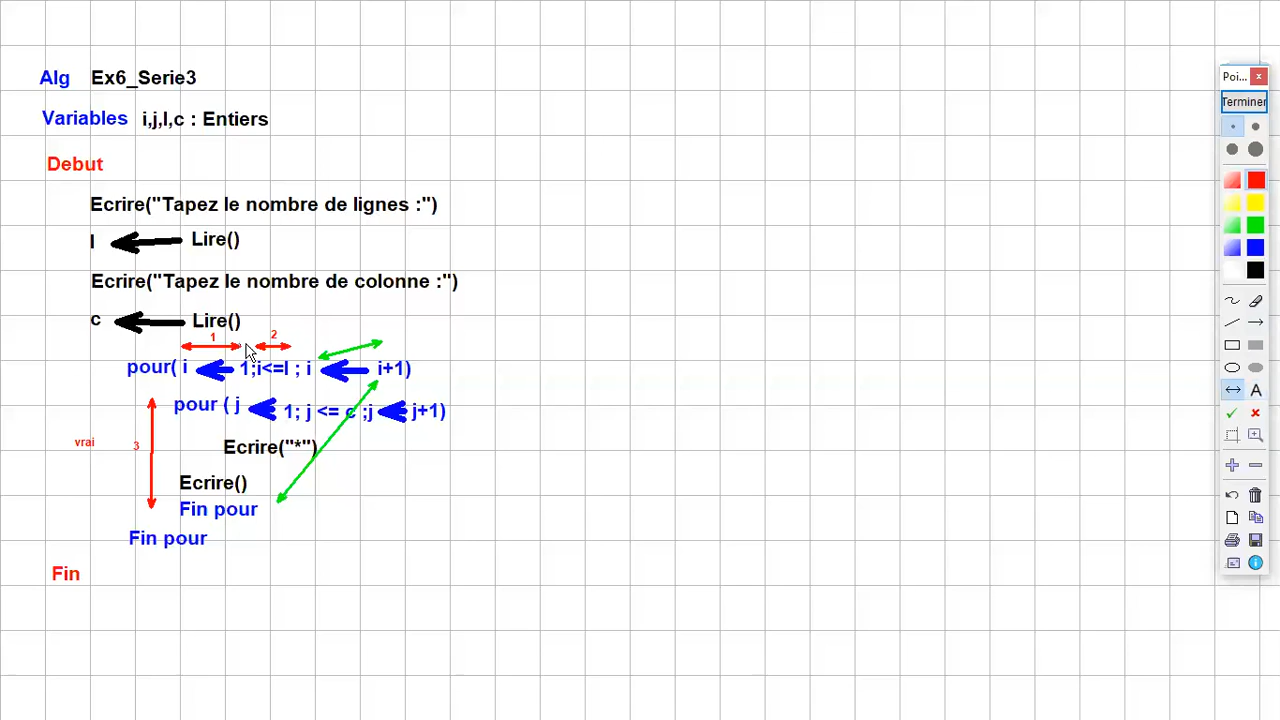 Alg Ex6_Serie3
Variables i,j,l,c : Entiers
Debut
Ecrire("Tapez le nombre de lignes :")
l Lire()
Ecrire("Tapez le nombre de colonne :")
c Lire()
1 2
pour( i 1;i<=l ; i i+1)
pour ( j 1; j <= c ;j j+1)
vrai 3 Ecrire("*")
Ecrire()
Fin pour
Fin pour
Fin
Poi...
Terminer
A